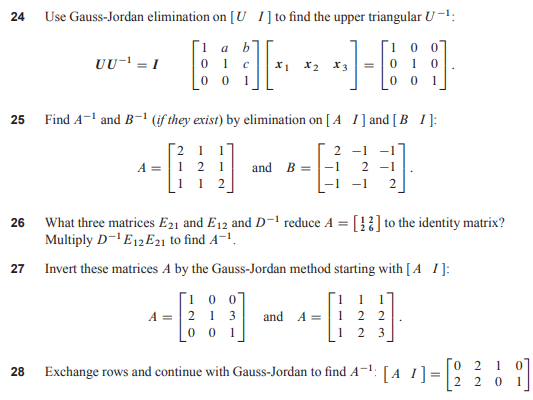 24 Use Gauss-Jordan elimination on [U I] to find the upper triangular U⁻¹:
UU⁻¹ = I [1 a b; 0 1 c; 0 0 1] [x₁ x₂ x₃] = [1 0 0; 0 1 0; 0 0 1].
25 Find A⁻¹ and B⁻¹ (if they exist) by elimination on [A I] and [B I]:
A = [2 1 1; 1 2 1; 1 1 2] and B = [2 −1 −1; −1 2 −1; −1 −1 2].
26 What three matrices E₂₁ and E₁₂ and D⁻¹ reduce A = [1 2; 2 6] to the identity matrix?
Multiply D⁻¹E₁₂E₂₁ to find A⁻¹.
27 Invert these matrices A by the Gauss-Jordan method starting with [A I]:
A = [1 0 0; 2 1 3; 0 0 1] and A = [1 1 1; 1 2 2; 1 2 3].
28 Exchange rows and continue with Gauss-Jordan to find A⁻¹: [A I] = [0 2 1 0; 2 2 0 1]